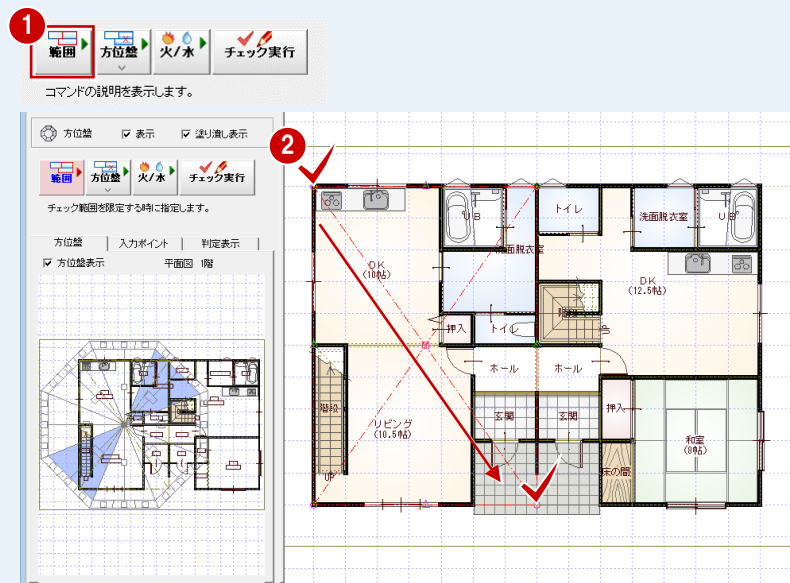 1
範囲 方位盤 火/水 チェック実行
コマンドの説明を表示します。
方位盤 表示 塗り潰し表示
2
範囲 方位盤 火/水 チェック実行
チェック範囲を限定する時に指定します。
方位盤 入力ポイント 判定表示
方位盤表示 平面図 1階
UB トイレ 洗面脱衣室 UB
洗面脱衣室
DK
(10帖)
DK
(12.5帖)
階段
押入 トイレ UP
ホール ホール
階段 リビング
(10.5帖)
玄関 玄関 押入
和室
(8帖)
床の間
UP